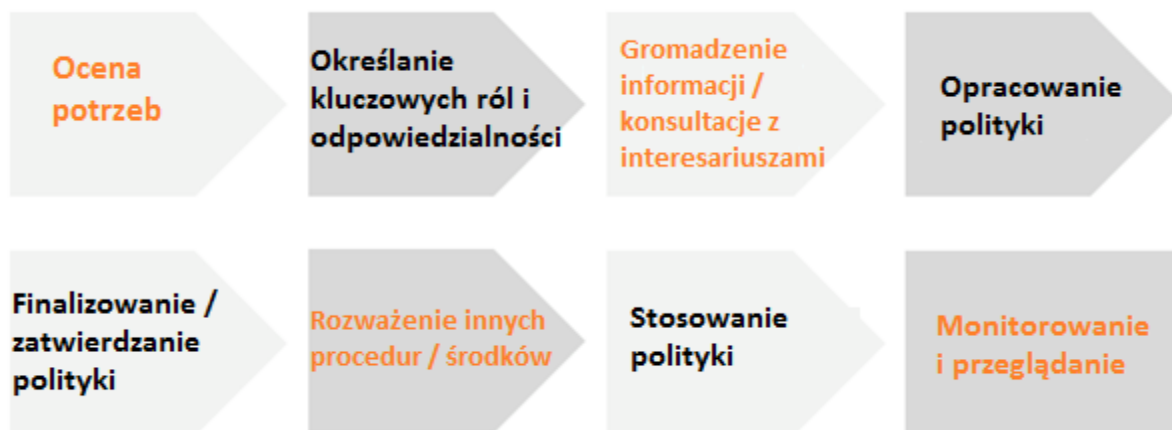 Ocena
potrzeb
Określanie
kluczowych ról i
odpowiedzialności
Gromadzenie
informacji /
konsultacje z
interesariuszami
Opracowanie
polityki
Finalizowanie /
zatwierdzanie
polityki
Rozważenie innych
procedur / środków
Stosowanie
polityki
Monitorowanie
i przeglądanie